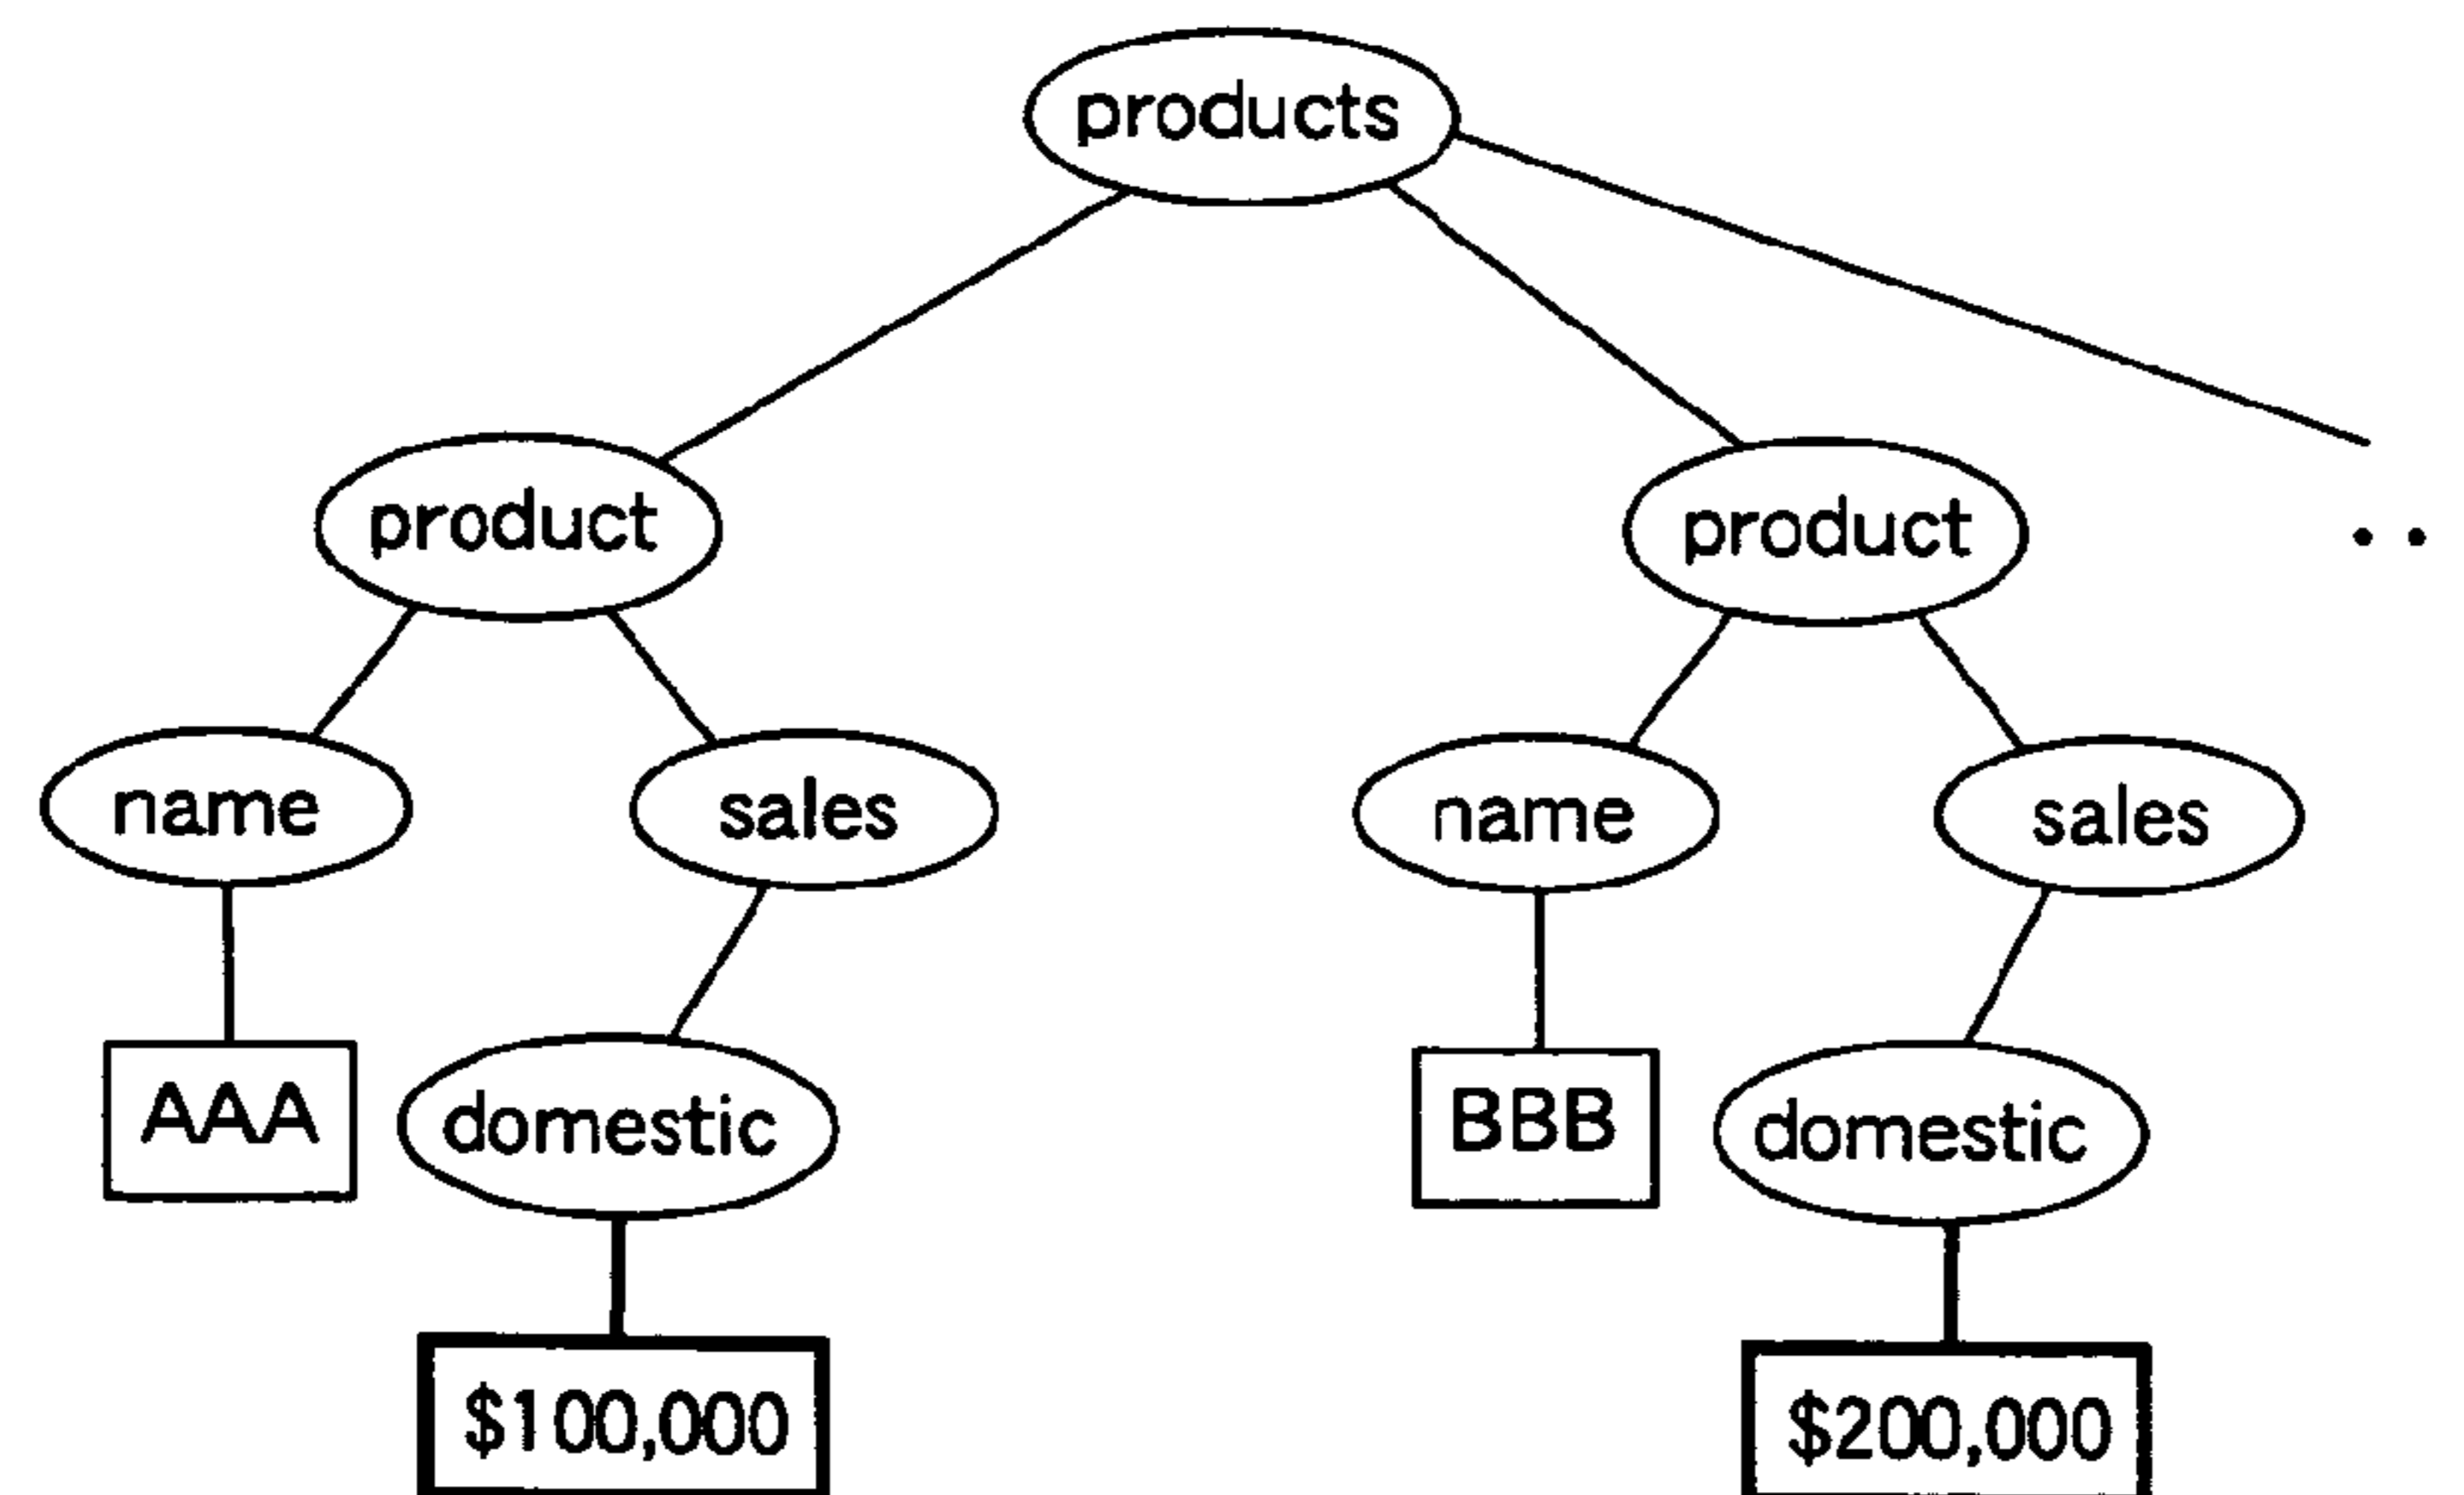 products
product
product
name
sales
name
sales
AAA
domestic
BBB
domestic
$100,000
$200,000